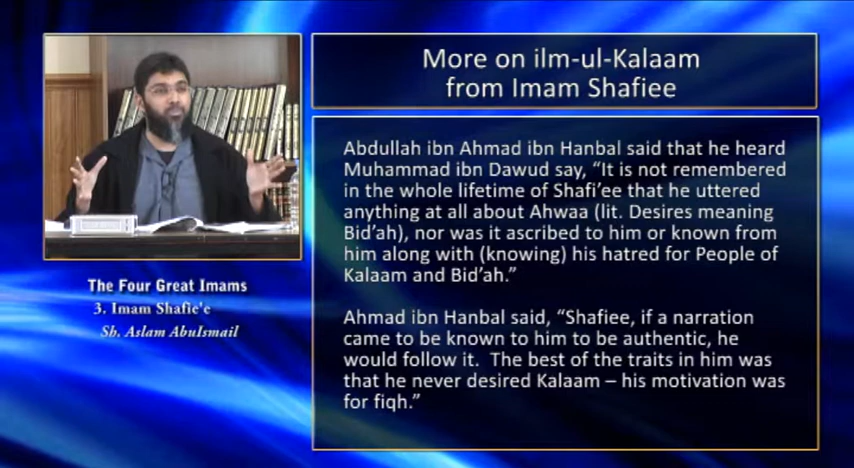 More on ilm-ul-Kalaam
from Imam Shafiee
Abdullah ibn Ahmad ibn Hanbal said that he heard
Muhammad ibn Dawud say, “It is not remembered
in the whole lifetime of Shafi’ee that he uttered
anything at all about Ahwaa (lit. Desires meaning
Bid’ah), nor was it ascribed to him or known from
him along with (knowing) his hatred for People of
Kalaam and Bid’ah.”
Ahmad ibn Hanbal said, “Shafiee, if a narration
came to be known to him to be authentic, he
would follow it.  The best of the traits in him was
that he never desired Kalaam – his motivation was
for fiqh.”
The Four Great Imams
3. Imam Shafie'e
Sh. Aslam AbuIsmail